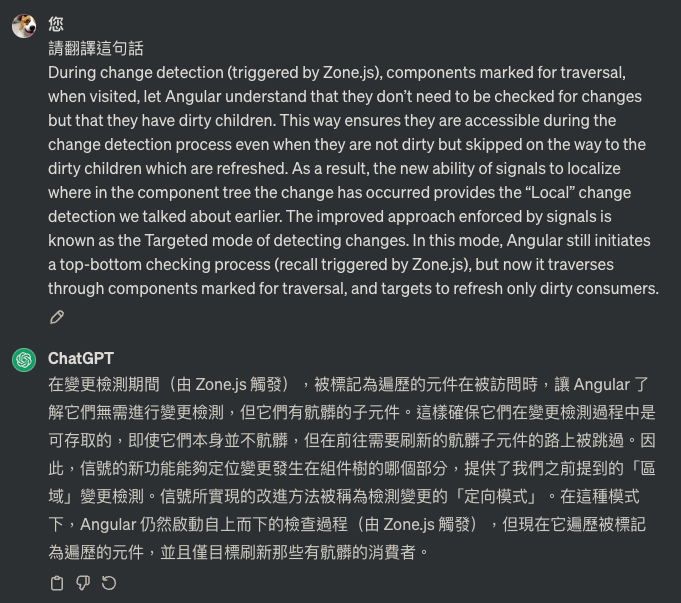 您
請翻譯這句話
During change detection (triggered by Zone.js), components marked for traversal,
when visited, let Angular understand that they don’t need to be checked for changes
but that they have dirty children. This way ensures they are accessible during the
change detection process even when they are not dirty but skipped on the way to the
dirty children which are refreshed. As a result, the new ability of signals to localize
where in the component tree the change has occurred provides the “Local” change
detection we talked about earlier. The improved approach enforced by signals is
known as the Targeted mode of detecting changes. In this mode, Angular still initiates
a top-bottom checking process (recall triggered by Zone.js), but now it traverses
through components marked for traversal, and targets to refresh only dirty consumers.
ChatGPT
在變更檢測期間（由 Zone.js 觸發），被標記為遍歷的元件在被訪問時，讓 Angular 了
解它們無需進行變更檢測，但它們有骯髒的子元件。這樣確保它們在變更檢測過程中是
可存取的，即使它們本身並不骯髒，但在前往需要刷新的骯髒子元件的路上被跳過。因
此，信號的新功能能夠定位變更發生在組件樹的哪個部分，提供了我們之前提到的「區
域」變更檢測。信號所實現的改進方法被稱為檢測變更的「定向模式」。在這種模式
下，Angular 仍然啟動自上而下的檢查過程（由 Zone.js 觸發），但現在它遍歷被標記
為遍歷的元件，並且僅目標刷新那些有骯髒的消費者。